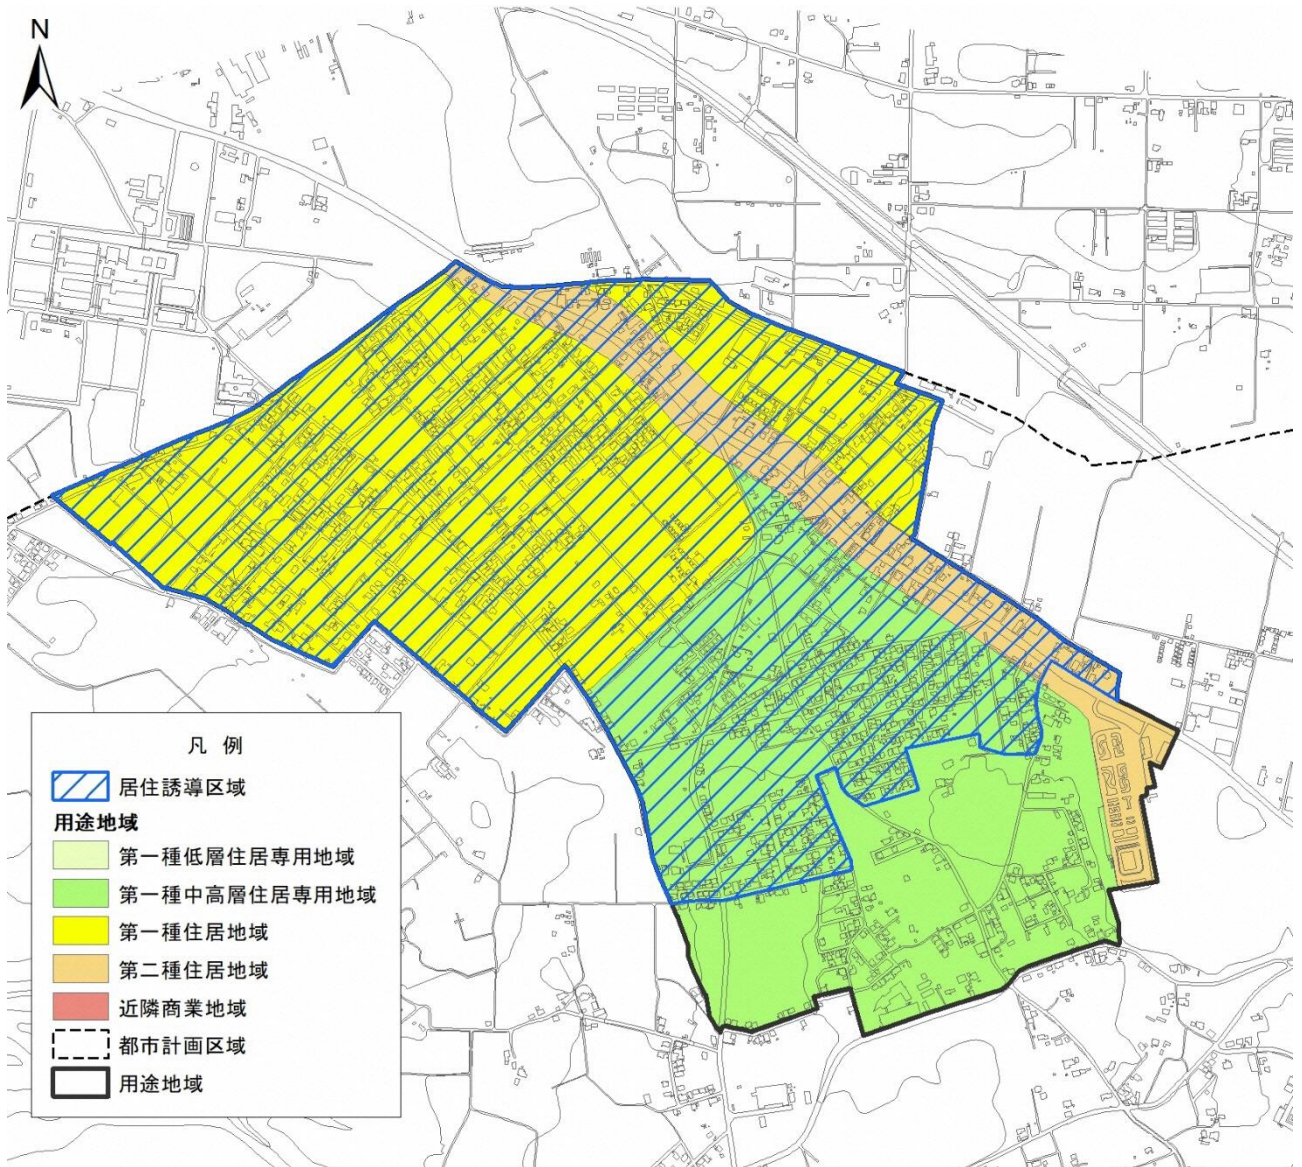 N
凡 例
居住誘導区域
用途地域
第一種低層住居専用地域
第一種中高層住居専用地域
第一種住居地域
第二種住居地域
近隣商業地域
都市計画区域
用途地域